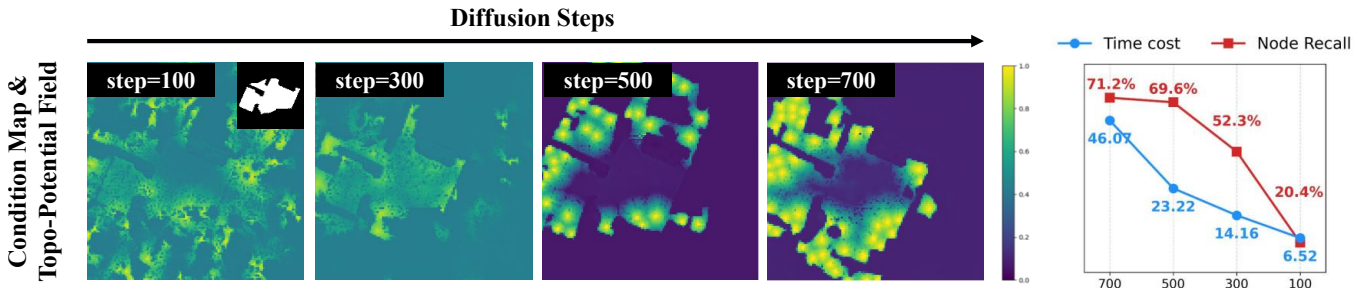 Diffusion Steps
Condition Map &
Topo-Potential Field
step=100
step=300
step=500
step=700
1.0
0.8
0.6
0.4
0.2
0.0
Time cost
Node Recall
71.2%
69.6%
52.3%
20.4%
46.07
23.22
14.16
6.52
700
500
300
100